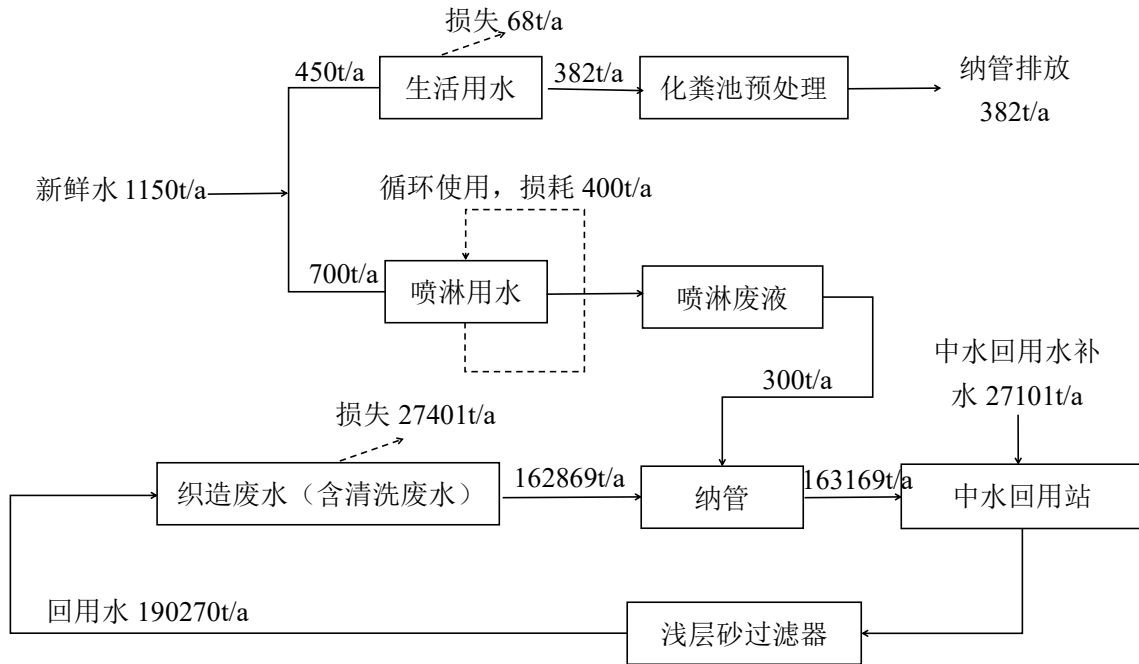 损失 68t/a
450t/a
生活用水
382t/a
化粪池预处理
纳管排放
382t/a
新鲜水 1150t/a
循环使用，损耗 400t/a
700t/a
喷淋用水
喷淋废液
300t/a
中水回用水补
水 27101t/a
损失 27401t/a
织造废水（含清洗废水）
162869t/a
纳管
163169t/a
中水回用站
回用水 190270t/a
浅层砂过滤器